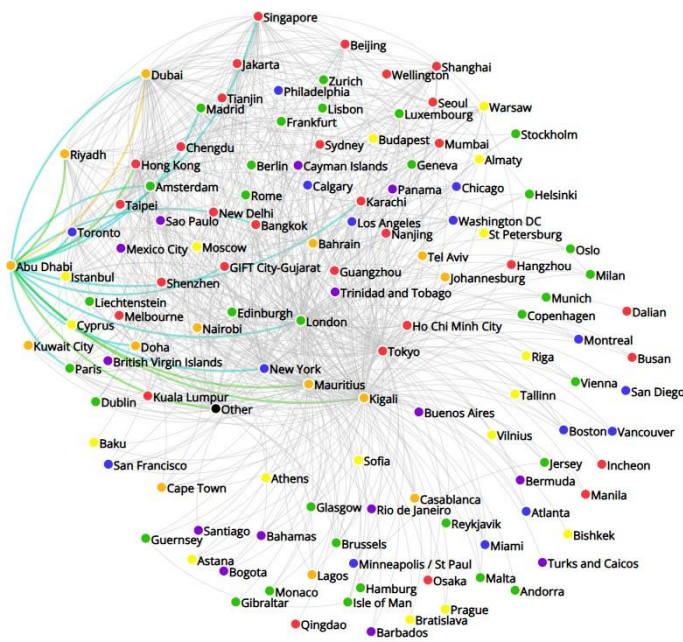 Singapore
Beijing
Jakarta
Shanghai
Dubai
Wellington
Zurich
Philadelphia
Tianjin
Seoul
Madrid
Lisbon
Warsaw
Luxembourg
Frankfurt
Stockholm
Budapest
Mumbai
Sydney
Chengdu
Riyadh
Almaty
Hong Kong
Geneva
Berlin
Cayman Islands
Amsterdam
Calgary
Panama
Chicago
Helsinki
Rome
Karachi
Taipei
New Delhi
Sao Paulo
Washington DC
Los Angeles
Bangkok
Toronto
Nanjing
St Petersburg
Bahrain
Moscow
Mexico City
Oslo
Tel Aviv
Abu Dhabi
Hangzhou
GIFT City-Gujarat
Guangzhou
Milan
Istanbul
Johannesburg
Shenzhen
Trinidad and Tobago
Munich
Liechtenstein
Dalian
Edinburgh
Melbourne
Copenhagen
London
Cyprus
Ho Chi Minh City
Nairobi
Montreal
Kuwait City
Doha
Tokyo
Riga
Busan
British Virgin Islands
Paris
New York
Vienna
Mauritius
San Diego
Tallinn
Kuala Lumpur
Kigali
Dublin
Other
Buenos Aires
Boston
Vancouver
Vilnius
Baku
Sofia
Jersey
San Francisco
Incheon
Athens
Bermuda
Cape Town
Manila
Casablanca
Glasgow
Rio de Janeiro
Atlanta
Reykjavik
Santiago
Bahamas
Bishkek
Guernsey
Brussels
Miami
Astana
Turks and Caicos
Minneapolis / St Paul
Bogota
Lagos
Malta
Osaka
Hamburg
Andorra
Monaco
Gibraltar
Isle of Man
Prague
Bratislava
Qingdao
Barbados